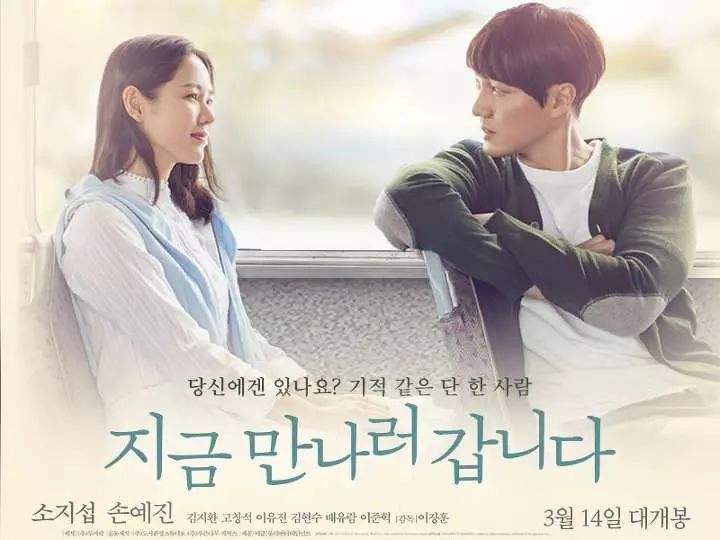 당신에겐 있나요? 기적 같은 단 한 사람
지금 만나러 갑니다
소지섭 손예진 김지환 고창석 이유진 김현수 배유람 이준혁 |감독| 이장훈
3월 14일 대개봉